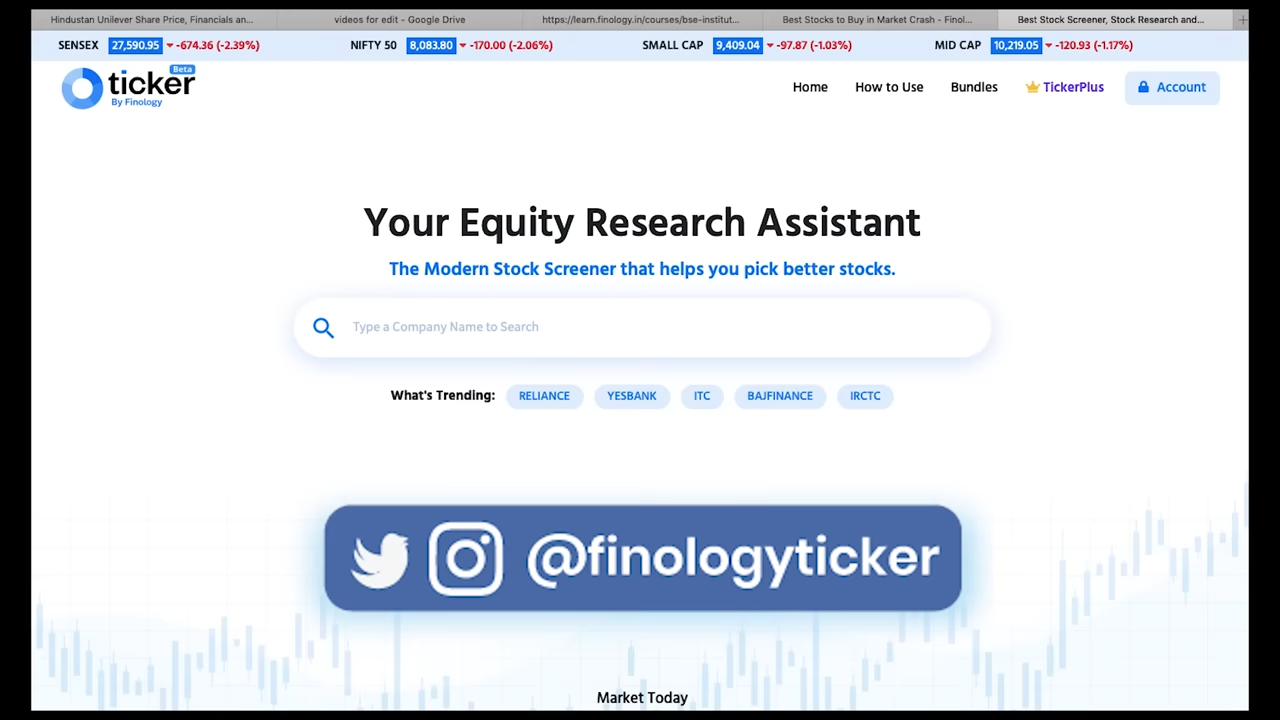 Hindustan Unilever Share Price, Financials an... videos for edit - Google Drive https://learn.finology.in/courses/bse-institut... Best Stocks to Buy in Market Crash - Finol... Best Stock Screener, Stock Research and...
SENSEX 27,590.95 -674.36 (-2.39%) NIFTY 50 8,083.80 -170.00 (-2.06%) SMALL CAP 9,409.04 -97.87 (-1.03%) MID CAP 10,219.05 -120.93 (-1.17%)
ticker Beta
By Finology
Home How to Use Bundles TickerPlus Account
Your Equity Research Assistant
The Modern Stock Screener that helps you pick better stocks.
Type a Company Name to Search
What's Trending: RELIANCE YESBANK ITC BAJFINANCE IRCTC
@finologyticker
Market Today